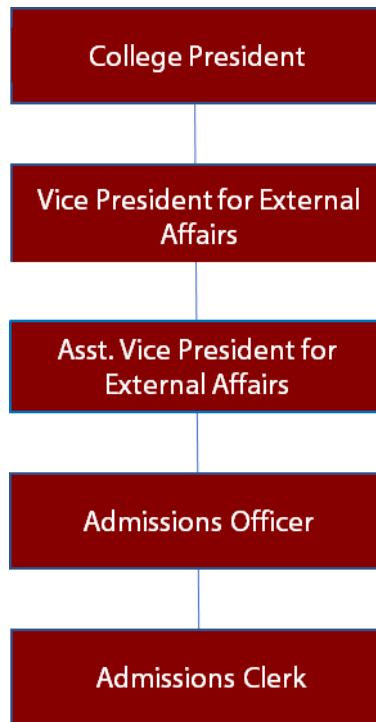 College President
Vice President for External
Affairs
Asst. Vice President for
External Affairs
Admissions Officer
Admissions Clerk